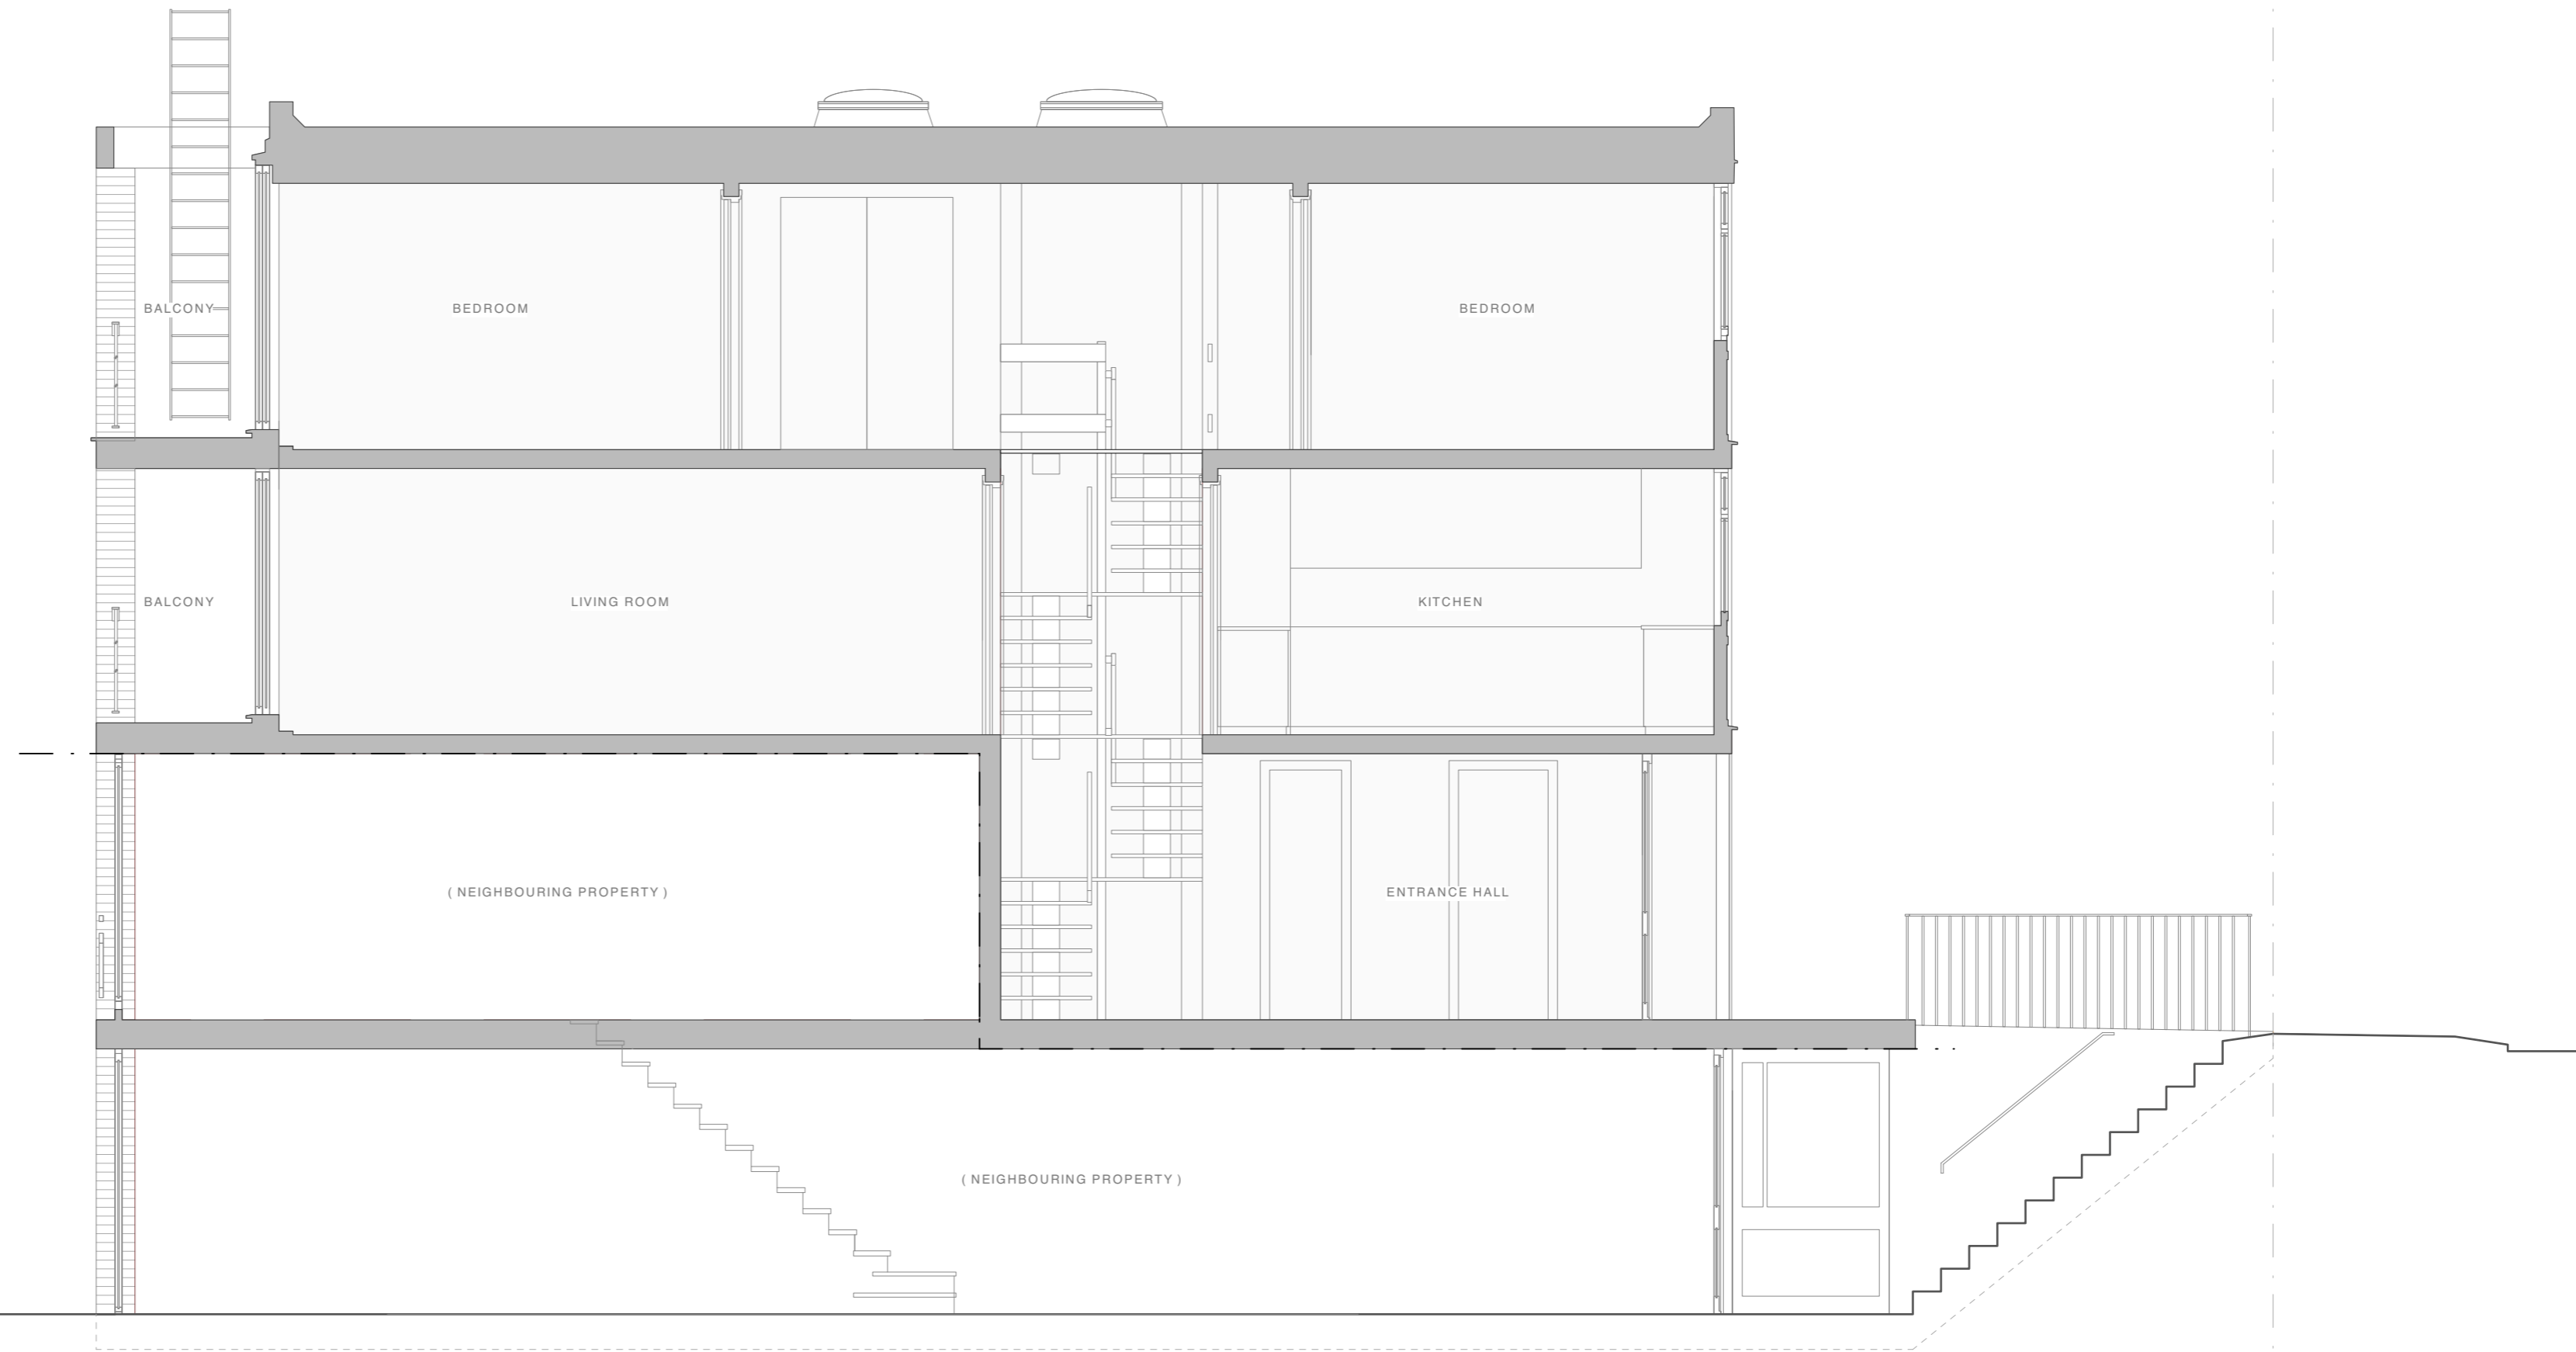 BALCONY
BEDROOM
BEDROOM
BALCONY
LIVING ROOM
KITCHEN
( NEIGHBOURING PROPERTY )
ENTRANCE HALL
( NEIGHBOURING PROPERTY )